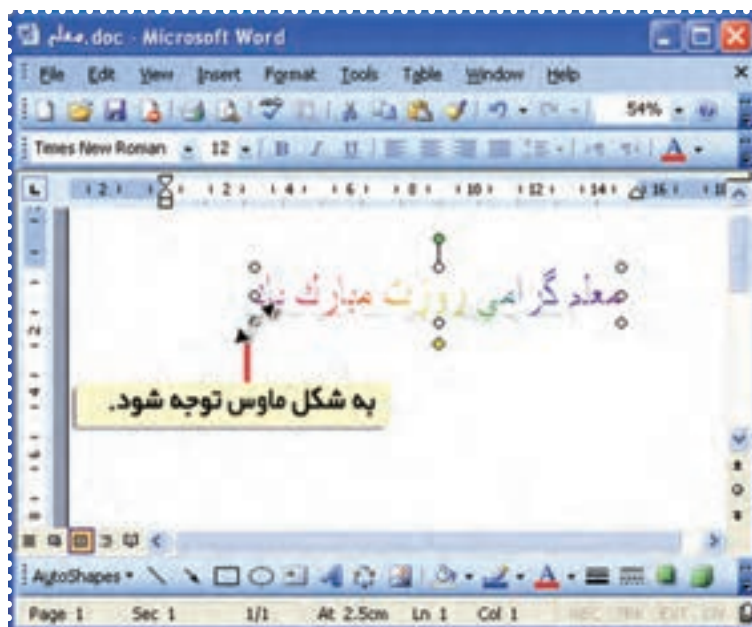 معلم.doc - Microsoft Word
File Edit View Insert Format Tools Table Window Help
54%
Times New Roman 12 B I U A
معلم گرامی روزت مبارک باد
به شکل ماوس توجه شود.
AutoShapes A
Page 1 Sec 1 1/1 At 2.5cm Ln 1 Col 1